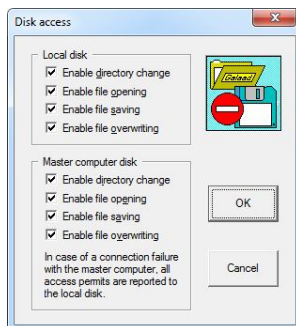 Disk access
Local disk
Enable directory change
Enable file opening
Enable file saving
Enable file overwriting
Galaad
Master computer disk
Enable directory change
Enable file opening
Enable file saving
Enable file overwriting
In case of a connection failure
with the master computer, all
access permits are reported to
the local disk.
OK
Cancel